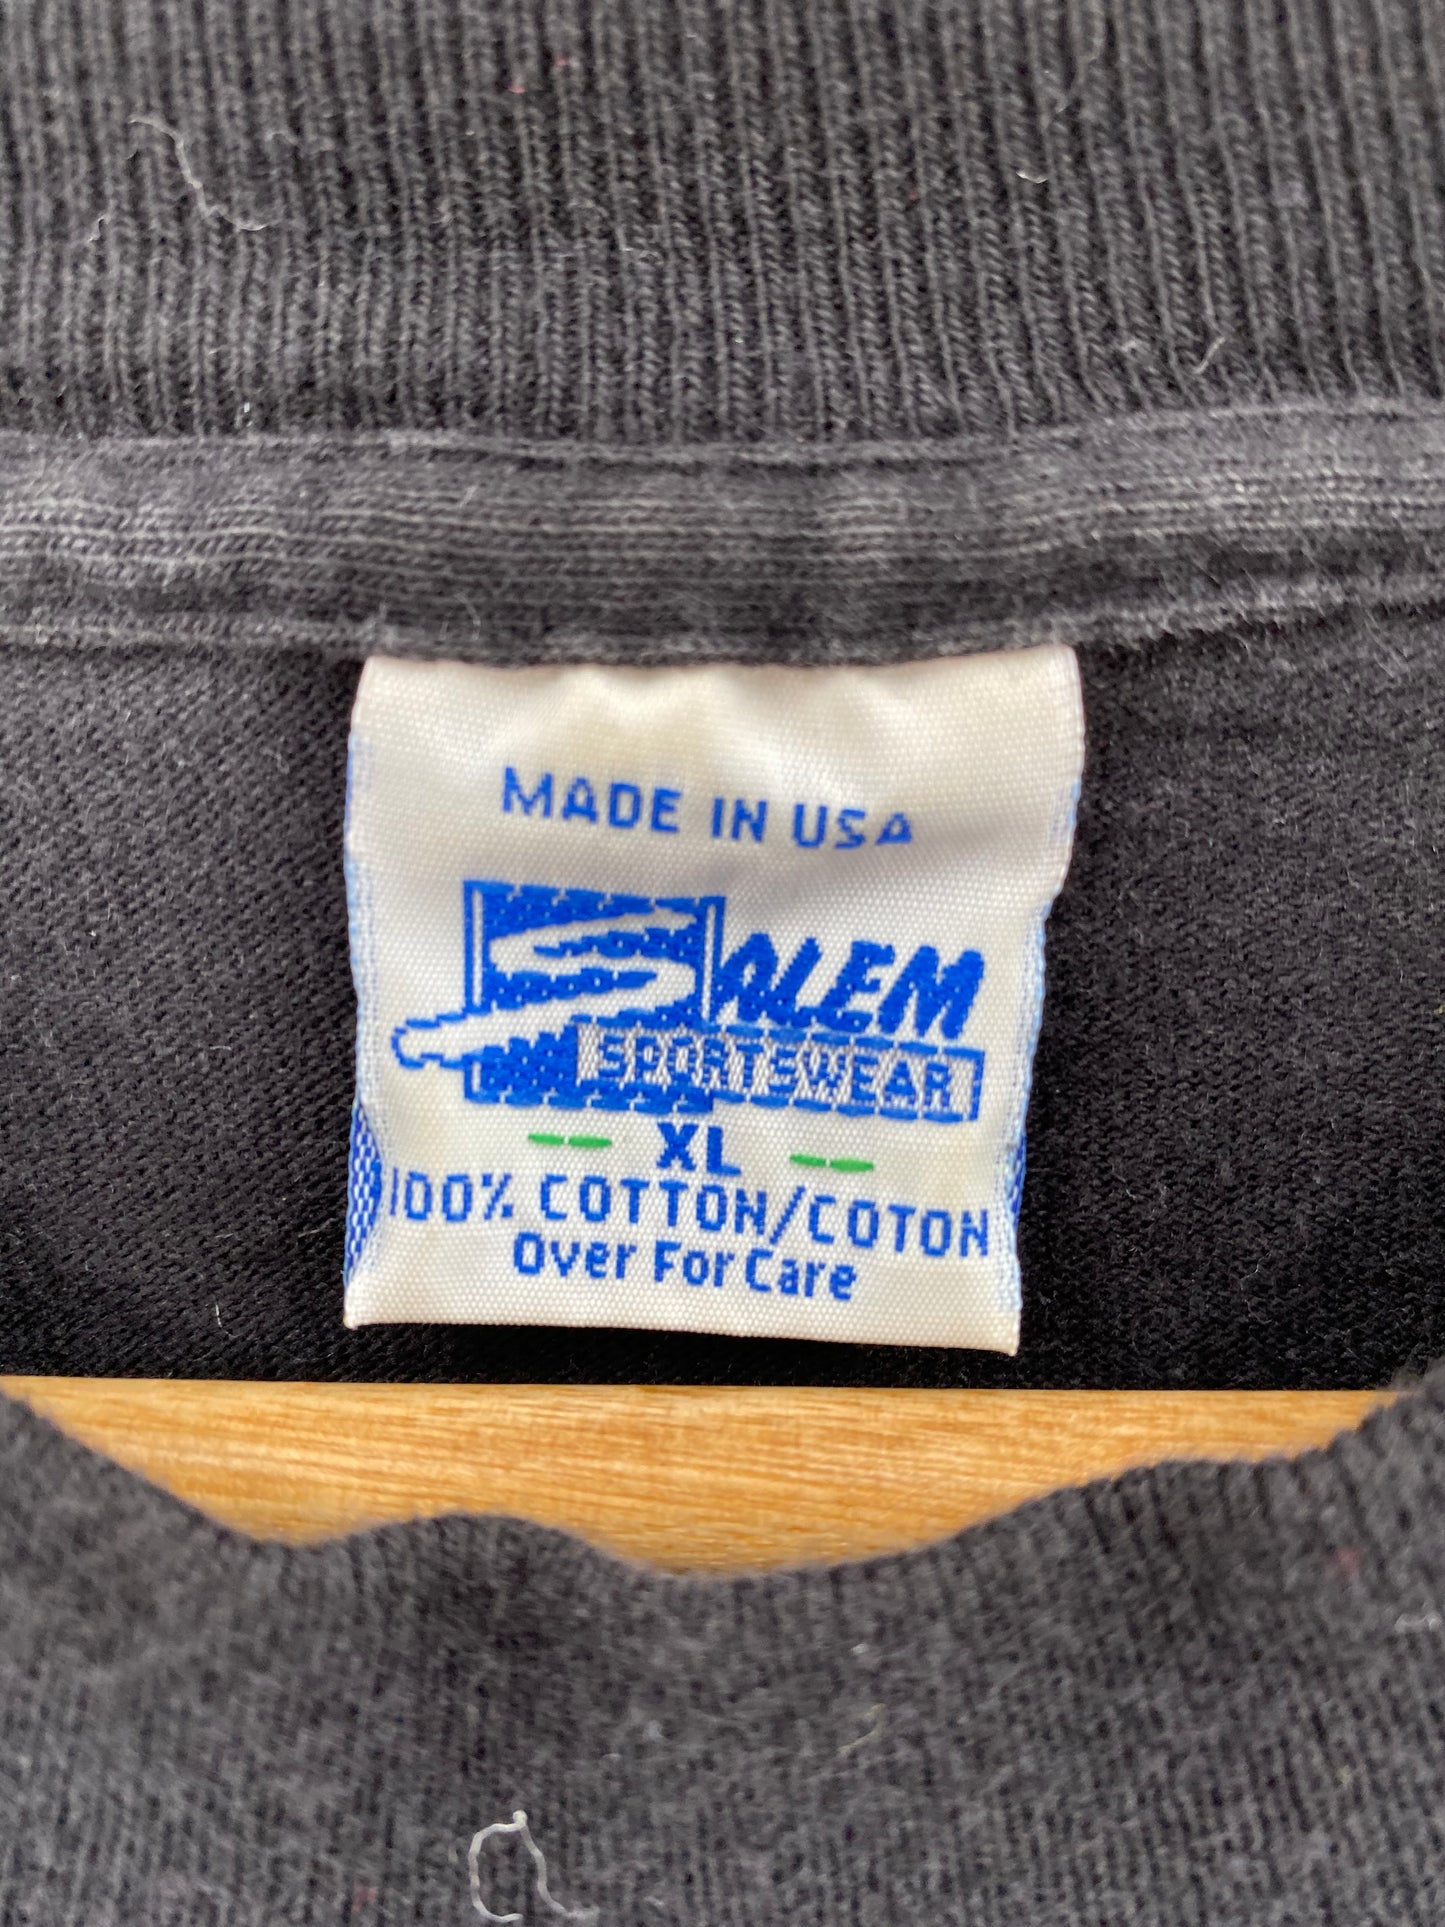 MADE IN USA
SALEM
SPORTSWEAR
XL
100% COTTON/COTON
Over For Care